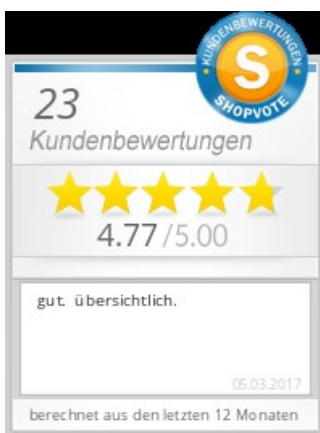 KUNDENBEWERTUNGEN
S
SHOPVOTE
23
Kundenbewertungen
4.77/5.00
gut. übersichtlich.
05.03.2017
berechnet aus den letzten 12 Monaten